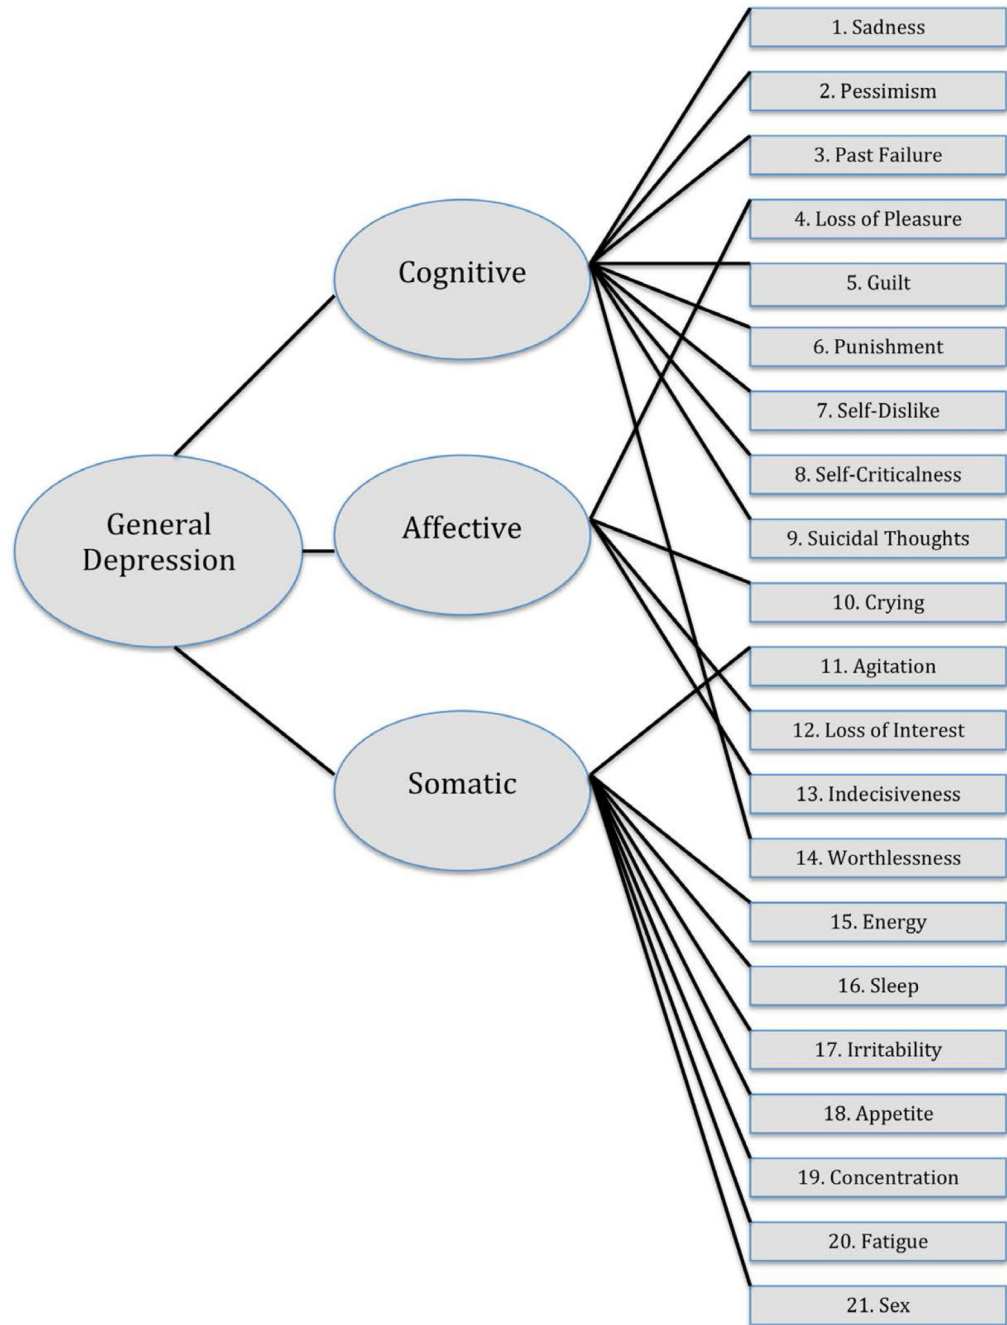 General
Depression
Cognitive
Affective
Somatic
1. Sadness
2. Pessimism
3. Past Failure
4. Loss of Pleasure
5. Guilt
6. Punishment
7. Self-Dislike
8. Self-Criticalness
9. Suicidal Thoughts
10. Crying
11. Agitation
12. Loss of Interest
13. Indecisiveness
14. Worthlessness
15. Energy
16. Sleep
17. Irritability
18. Appetite
19. Concentration
20. Fatigue
21. Sex